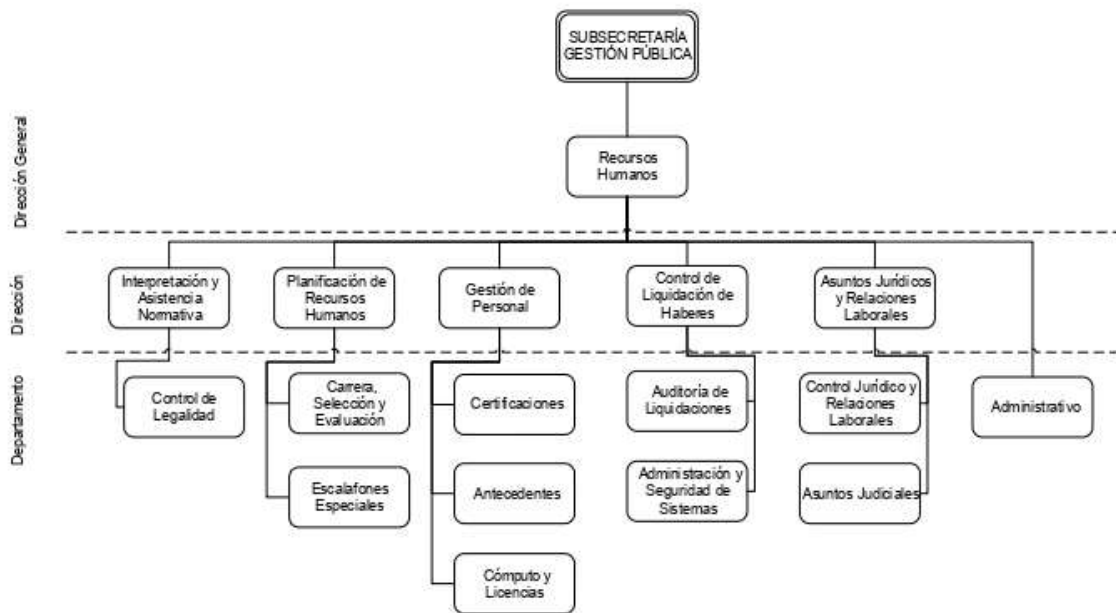 SUBSECRETARÍA
GESTIÓN PÚBLICA
Dirección General
Recursos
Humanos
Dirección
Interpretación y
Asistencia
Normativa
Planificación de
Recursos
Humanos
Gestión de
Personal
Control de
Liquidación de
Haberes
Asuntos Jurídicos
y Relaciones
Laborales
Departamento
Control de
Legalidad
Carrera,
Selección y
Evaluación
Certifcaciones
Auditoría de
Liquidaciones
Control Jurídico y
Relaciones
Laborales
Administrativo
Escalafones
Especiales
Antecedentes
Administración y
Seguridad de
Sistemas
Asuntos Judiciales
Cómputo y
Licencias